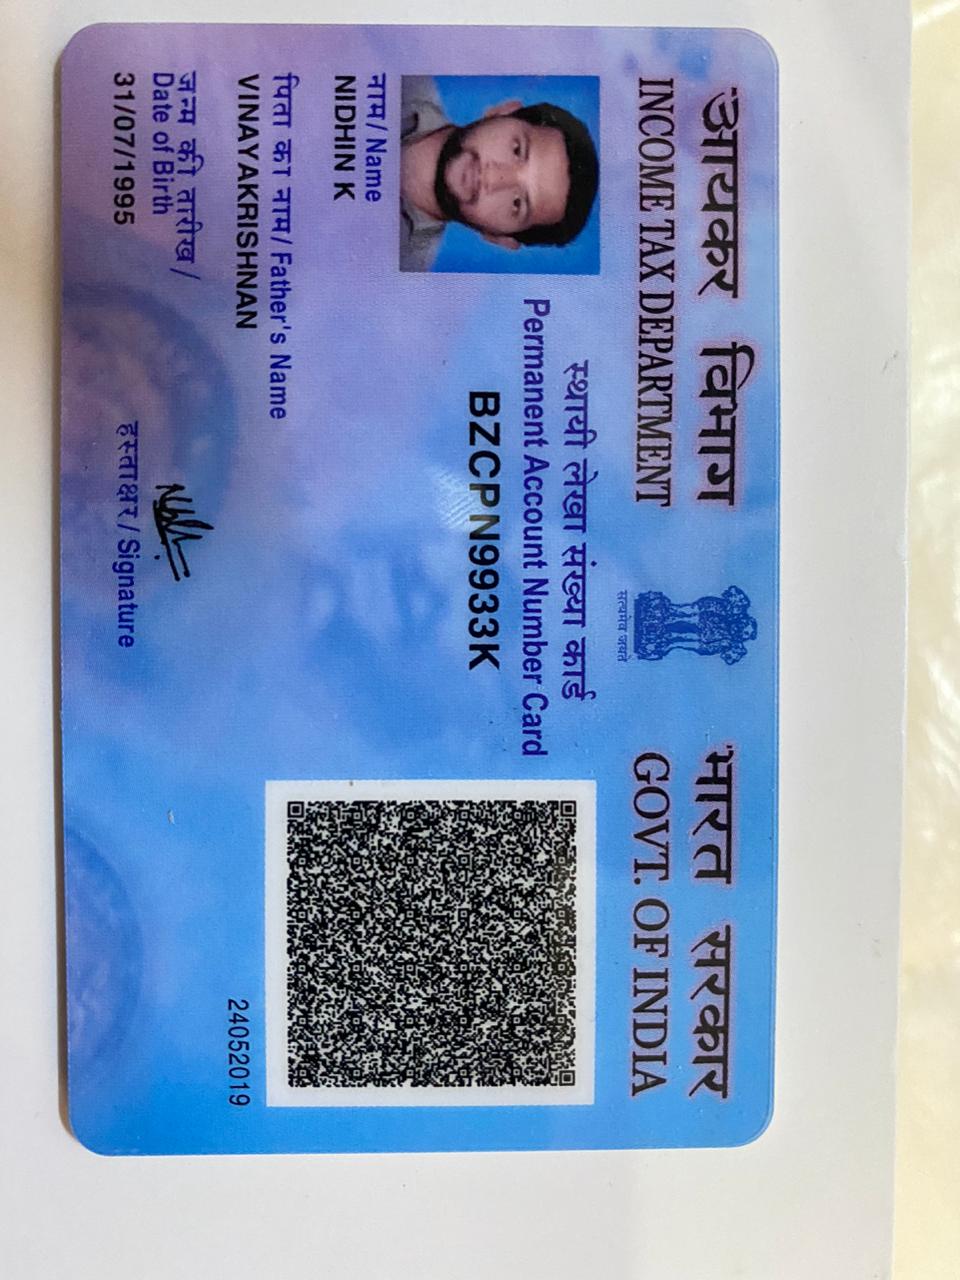 आयकर विभाग
INCOME TAX DEPARTMENT
सत्यमेव जयते
भारत सरकार
GOVT. OF INDIA
स्थायी लेखा संख्या कार्ड
Permanent Account Number Card
BZCPN9933K
नाम / Name
NIDHIN K
पिता का नाम / Father's Name
VINAYAKRISHNAN
जन्म की तारीख /
Date of Birth
31/07/1995
हस्ताक्षर / Signature
24052019